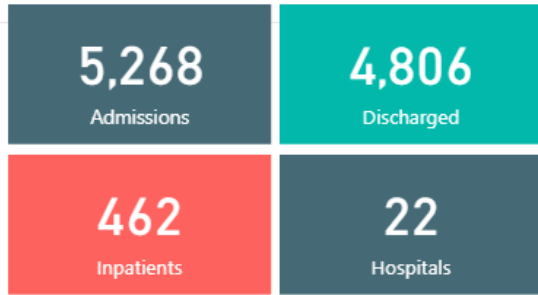 5,268
Admissions
4,806
Discharged
462
Inpatients
22
Hospitals